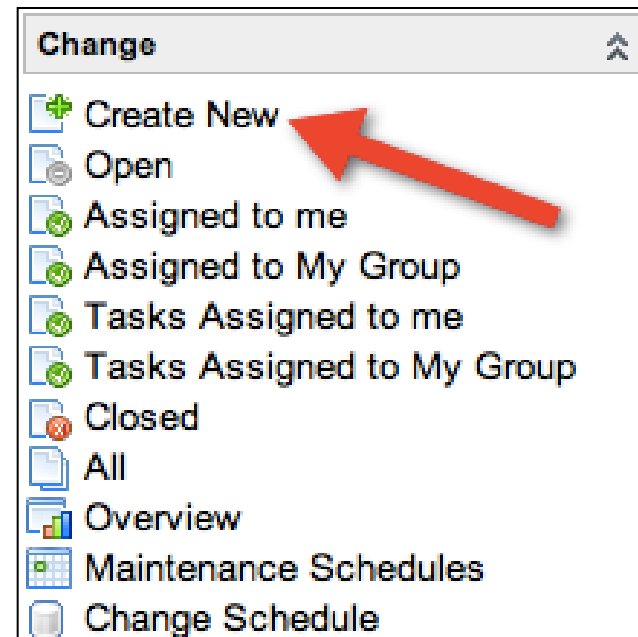 Change
Create New
Open
Assigned to me
Assigned to My Group
Tasks Assigned to me
Tasks Assigned to My Group
Closed
All
Overview
Maintenance Schedules
Change Schedule